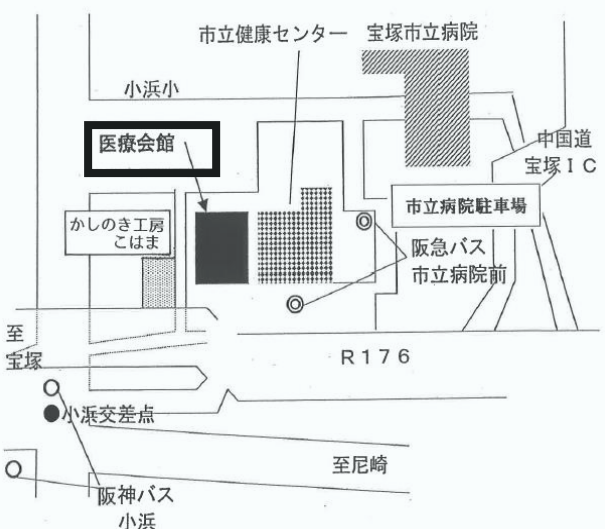 市立健康センター
宝塚市立病院
小浜小
医療会館
中国道
宝塚ＩＣ
市立病院駐車場
かしのき工房
こはま
阪急バス
市立病院前
至
宝塚
Ｒ１７６
小浜交差点
至尼崎
阪神バス
小浜